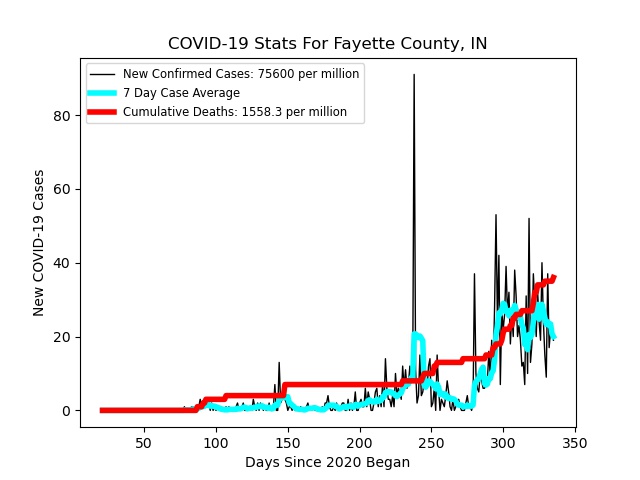 COVID-19 Stats For Fayette County, IN
New Confirmed Cases: 75600 per million
7 Day Case Average
Cumulative Deaths: 1558.3 per million
New COVID-19 Cases
80
60
40
20
0
50 100 150 200 250 300 350
Days Since 2020 Began